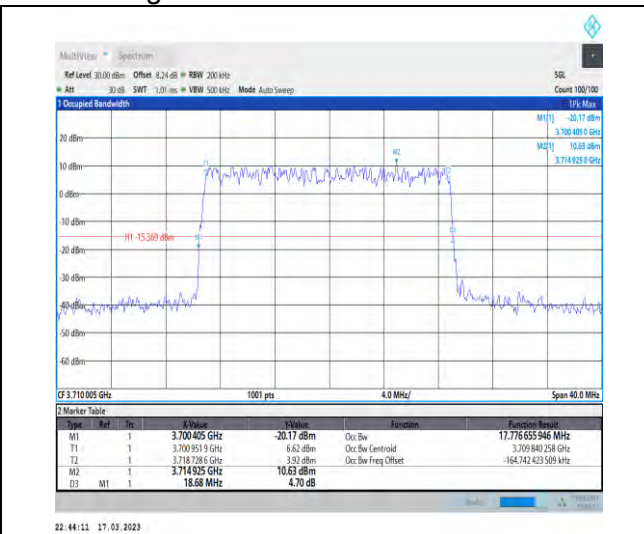 MultiView Spectrum
Ref Level 30.00 dBm Offset 8.24 dB RBW 200 kHz SGL
Att 30 dB SWT 1.01 ms VBW 500 kHz Mode Auto Sweep Count 100/100
1 Occupied Bandwidth 1Pk Max
M1[1] -20.17 dBm
3.700 405 0 GHz
M2[1] 10.63 dBm
3.714 925 0 GHz
20 dBm
M2
T1
10 dBm
0 dBm
-10 dBm
D3
H1 -15.369 dBm
-20 dBm
-30 dBm
-40 dBm
-50 dBm
-60 dBm
CF 3.710 005 GHz 1001 pts 4.0 MHz/ Span 40.0 MHz
2 Marker Table
Type Ref Trc X-Value Y-Value Function Function Result
M1 1 3.700 405 GHz -20.17 dBm Occ Bw 17.776 655 946 MHz
T1 1 3.700 951 9 GHz 6.62 dBm Occ Bw Centroid 3.709 840 258 GHz
T2 1 3.718 728 6 GHz 3.92 dBm Occ Bw Freq Offset -164.742 423 509 kHz
M2 1 3.714 925 GHz 10.63 dBm
D3 M1 1 18.68 MHz 4.70 dB
22:44:11 17.03.2023